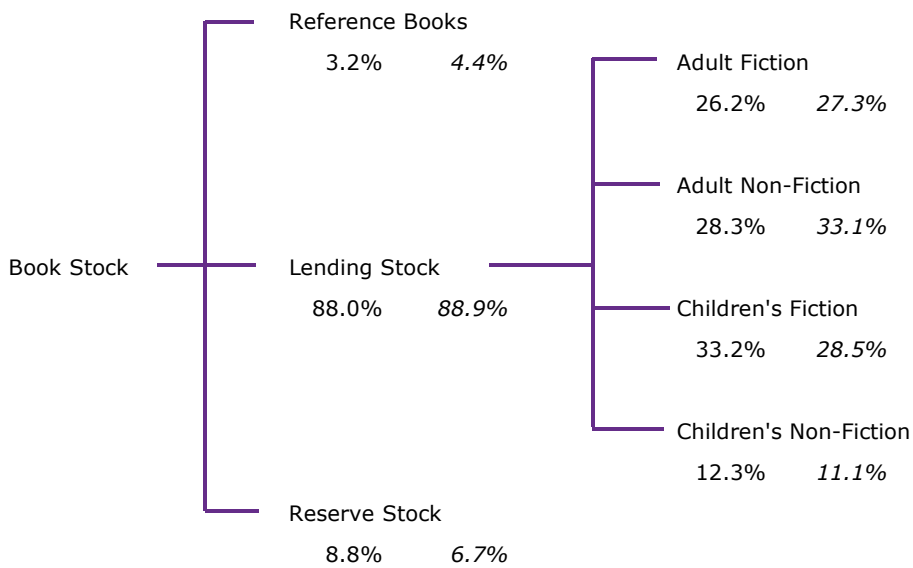 Reference Books
3.2% 4.4%
Adult Fiction
26.2% 27.3%
Adult Non-Fiction
28.3% 33.1%
Book Stock
Lending Stock
88.0% 88.9%
Children's Fiction
33.2% 28.5%
Children's Non-Fiction
12.3% 11.1%
Reserve Stock
8.8% 6.7%